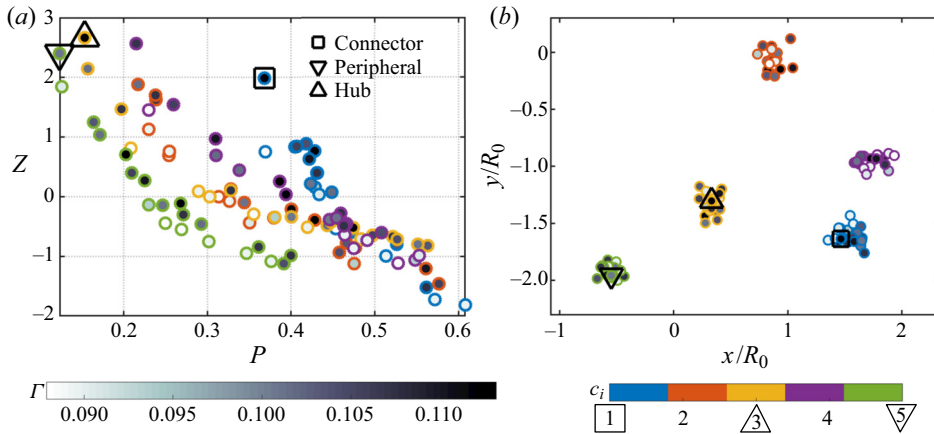 (a)
3
2
1
0
−1
−2
Z
Connector
Peripheral
Hub
0.2 0.3 0.4 0.5 0.6
P
Γ
0.090 0.095 0.100 0.105 0.110
(b)
0
−0.5
−1.0
−1.5
−2.0
y/R0
−1 0 1 2
x/R0
ci
1 2 3 4 5